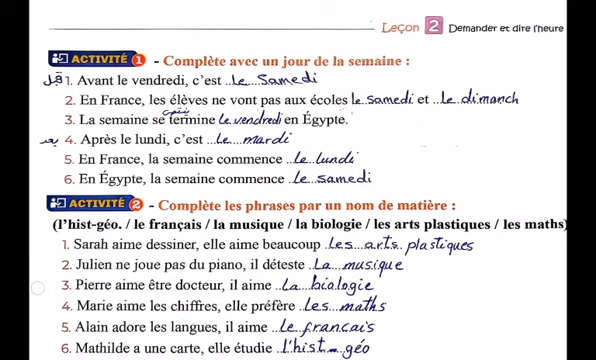 Leçon 2 Demander et dire l'heure
ACTIVITÉ 1 - Complète avec un jour de la semaine :
قبل 1. Avant le vendredi, c'est ..le...samedi
2. En France, les élèves ne vont pas aux écoles le samedi et ..le..dimanch
ينتهي
3. La semaine se termine le vendredi en Égypte.
بعد 4. Après le lundi, c'est ...le....mardi
5. En France, la semaine commence ..le...lundi
6. En Égypte, la semaine commence .le..samedi
ACTIVITÉ 2 - Complète les phrases par un nom de matière :
(l'hist-géo. / le français / la musique / la biologie / les arts plastiques / les maths)
1. Sarah aime dessiner, elle aime beaucoup .les...arts. plastiques
2. Julien ne joue pas du piano, il déteste ..La...musique
3. Pierre aime être docteur, il aime ...La...bialogie
4. Marie aime les chiffres, elle préfère ..Les...maths
5. Alain adore les langues, il aime ..le..francais
6. Mathilde a une carte, elle étudie ..l'hist-géo